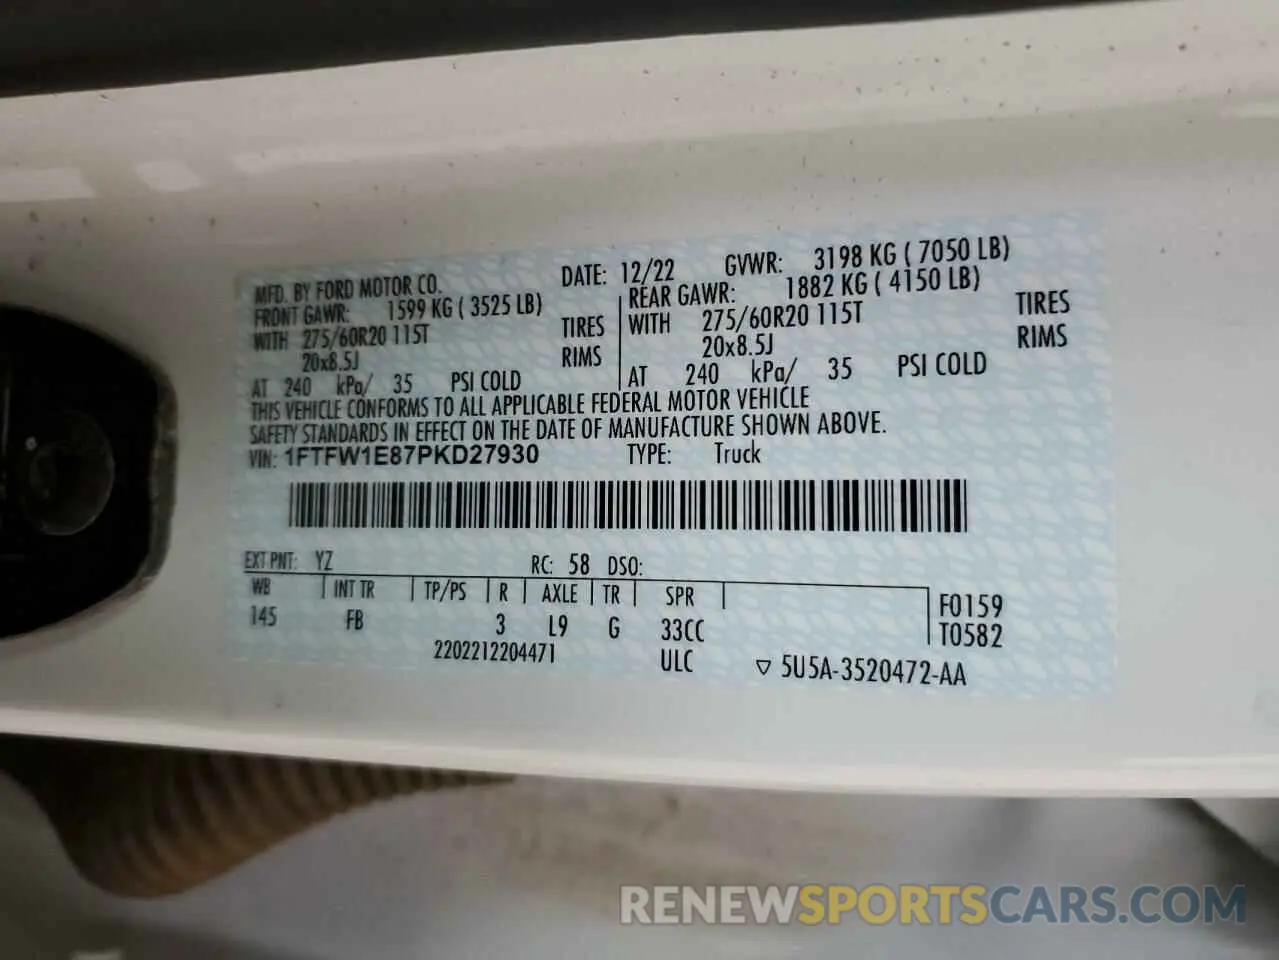 MFD. BY FORD MOTOR CO. DATE: 12/22 GVWR: 3198 KG ( 7050 LB)
FRONT GAWR: 1599 KG ( 3525 LB) REAR GAWR: 1882 KG ( 4150 LB)
WITH 275/60R20 115T TIRES WITH 275/60R20 115T TIRES
20x8.5J RIMS 20x8.5J RIMS
AT 240 kPa/ 35 PSI COLD AT 240 kPa/ 35 PSI COLD
THIS VEHICLE CONFORMS TO ALL APPLICABLE FEDERAL MOTOR VEHICLE
SAFETY STANDARDS IN EFFECT ON THE DATE OF MANUFACTURE SHOWN ABOVE.
VIN: 1FTFW1E87PKD27930 TYPE: Truck
EXT PNT: YZ RC: 58 DSO:
WB INT TR TP/PS R AXLE TR SPR F0159
145 FB 3 L9 G 33CC T0582
2202212204471 ULC ▽ 5U5A-3520472-AA
RENEWSPORTSCARS.COM